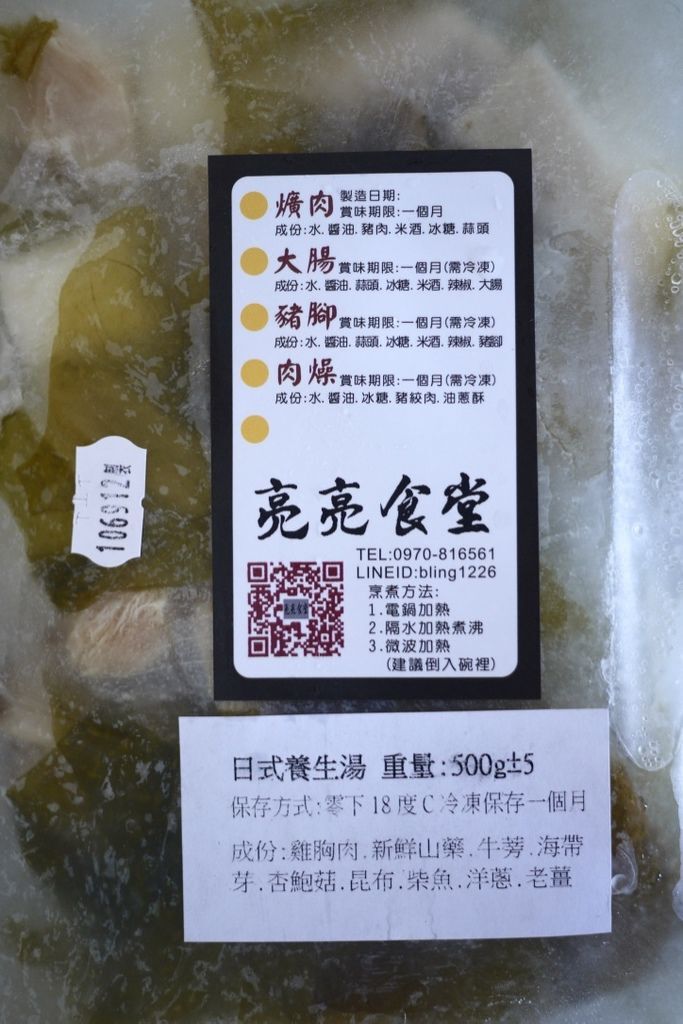 爌肉 製造日期:
賞味期限:一個月
成份:水. 醬油. 豬肉. 米酒. 冰糖. 蒜頭
大腸 賞味期限:一個月(需冷凍)
成份:水. 醬油. 蒜頭. 冰糖. 米酒. 辣椒. 大腸
豬腳 賞味期限:一個月(需冷凍)
成份:水. 醬油. 蒜頭. 冰糖. 米酒. 辣椒. 豬腳
肉燥 賞味期限:一個月(需冷凍)
成份:水. 醬油. 冰糖. 豬絞肉. 油蔥酥
亮亮食堂
TEL:0970-816561
LINEID:bling1226
亮亮食堂
烹煮方法:
1.電鍋加熱
2.隔水加熱煮沸
3.微波加熱
(建議倒入碗裡)
106912
日式養生湯 重量:500g±5
保存方式:零下18度C冷凍保存一個月
成份:雞胸肉.新鮮山藥.牛蒡.海帶
芽.杏鮑菇.昆布.柴魚.洋蔥.老薑